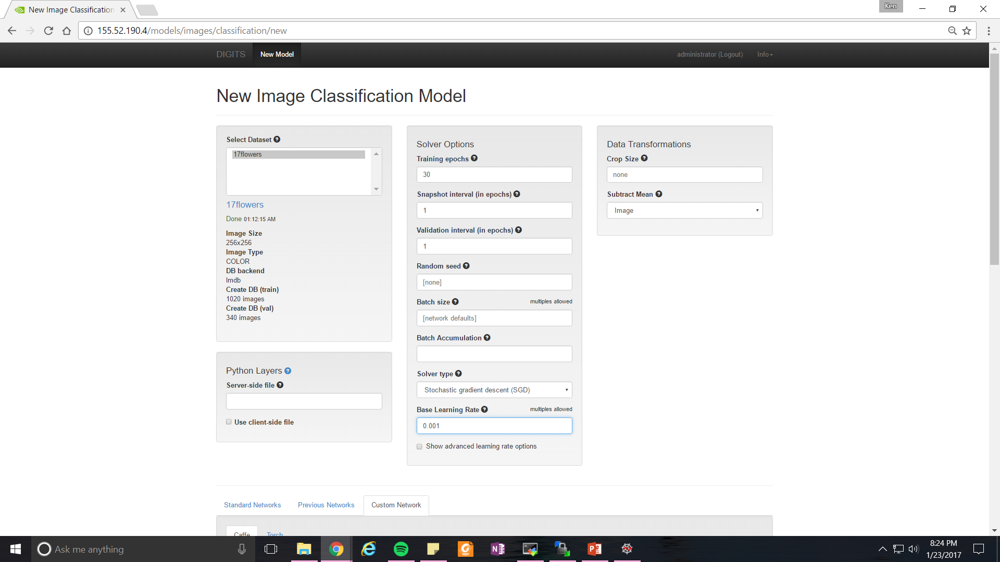 New Image Classification
Ken
155.52.190.4/models/images/classification/new
DIGITS
New Model
administrator (Logout)
Info
New Image Classification Model
Select Dataset
17flowers
17flowers
Done 01:12:15 AM
Image Size
256x256
Image Type
COLOR
DB backend
lmdb
Create DB (train)
1020 images
Create DB (val)
340 images
Python Layers
Server-side file
Use client-side file
Solver Options
Training epochs
30
Snapshot interval (in epochs)
1
Validation interval (in epochs)
1
Random seed
[none]
Batch size
multiples allowed
[network defaults]
Batch Accumulation
Solver type
Stochastic gradient descent (SGD)
Base Learning Rate
multiples allowed
0.001
Show advanced learning rate options
Data Transformations
Crop Size
none
Subtract Mean
Image
Standard Networks
Previous Networks
Custom Network
Caffe
Torch
Ask me anything
8:24 PM
1/23/2017